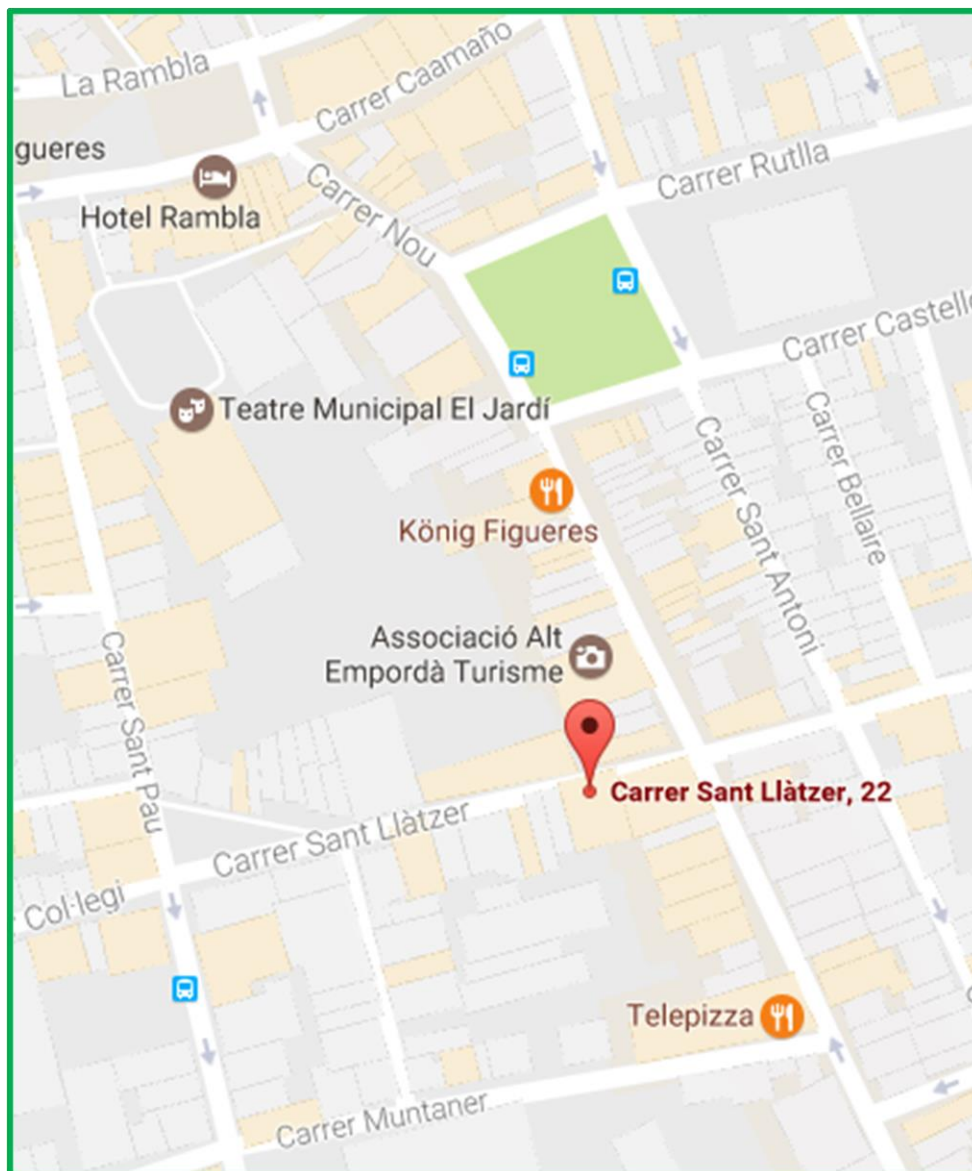 La Rambla
Carrer Caamaño
gueres
Carrer Rutlla
Hotel Rambla
Carrer Nou
Carrer Castello
Teatre Municipal El Jardí
Carrer Bellaire
Carrer Sant Antoni
König Figueres
Associació Alt
Empordà Turisme
Carrer Sant Pau
Carrer Sant Llàtzer, 22
Carrer Sant Llàtzer
Col·legi
Telepizza
Carrer Muntaner